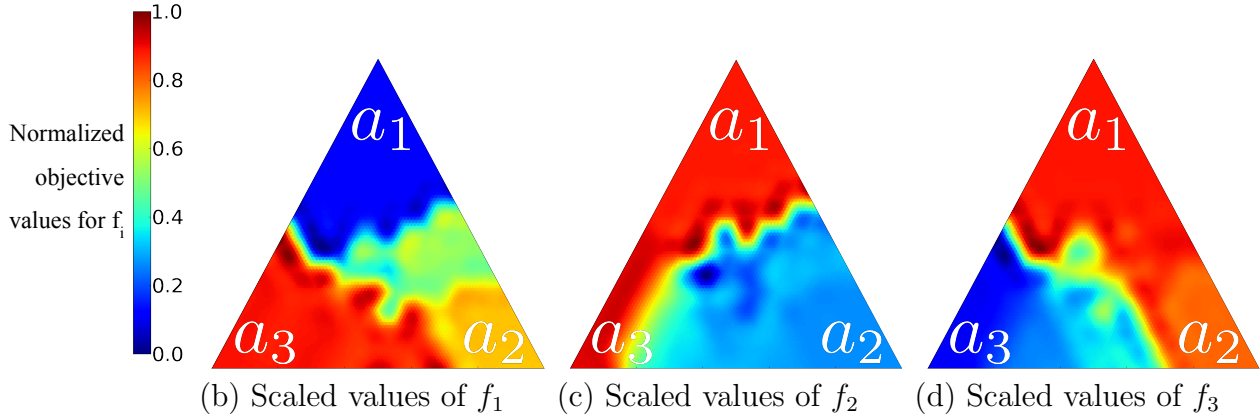 1.0
0.8
0.6
0.4
0.2
0.0
Normalized
objective
values for f_i
a_1
a_3
a_2
(b) Scaled values of f_1
a_1
a_3
a_2
(c) Scaled values of f_2
a_1
a_3
a_2
(d) Scaled values of f_3